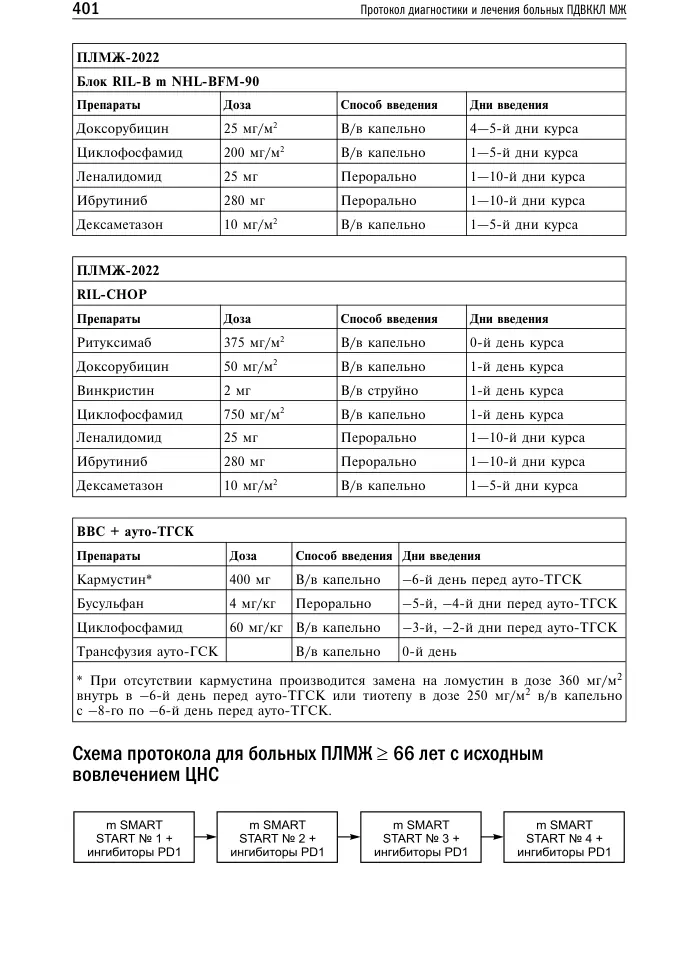 401
Протокол диагностики и лечения больных ПДВККЛ МЖ
ПЛМЖ-2022
Блок RIL-B m NHL-BFM-90
Препараты Доза Способ введения Дни введения
Доксорубицин 25 мг/м² В/в капельно 4—5-й дни курса
Циклофосфамид 200 мг/м² В/в капельно 1—5-й дни курса
Леналидомид 25 мг Перорально 1—10-й дни курса
Ибрутиниб 280 мг Перорально 1—10-й дни курса
Дексаметазон 10 мг/м² В/в капельно 1—5-й дни курса
ПЛМЖ-2022
RIL-CHOP
Препараты Доза Способ введения Дни введения
Ритуксимаб 375 мг/м² В/в капельно 0-й день курса
Доксорубицин 50 мг/м² В/в капельно 1-й день курса
Винкристин 2 мг В/в струйно 1-й день курса
Циклофосфамид 750 мг/м² В/в капельно 1-й день курса
Леналидомид 25 мг Перорально 1—10-й дни курса
Ибрутиниб 280 мг Перорально 1—10-й дни курса
Дексаметазон 10 мг/м² В/в капельно 1—5-й дни курса
ВВС + ауто-ТГСК
Препараты Доза Способ введения Дни введения
Кармустин* 400 мг В/в капельно −6-й день перед ауто-ТГСК
Бусульфан 4 мг/кг Перорально −5-й, −4-й дни перед ауто-ТГСК
Циклофосфамид 60 мг/кг В/в капельно −3-й, −2-й дни перед ауто-ТГСК
Трансфузия ауто-ГСК В/в капельно 0-й день
* При отсутствии кармустина производится замена на ломустин в дозе 360 мг/м²
внутрь в −6-й день перед ауто-ТГСК или тиотепу в дозе 250 мг/м² в/в капельно
с −8-го по −6-й день перед ауто-ТГСК.
Схема протокола для больных ПЛМЖ ≥ 66 лет с исходным
вовлечением ЦНС
m SMART
START № 1 +
ингибиторы PD1
m SMART
START № 2 +
ингибиторы PD1
m SMART
START № 3 +
ингибиторы PD1
m SMART
START № 4 +
ингибиторы PD1